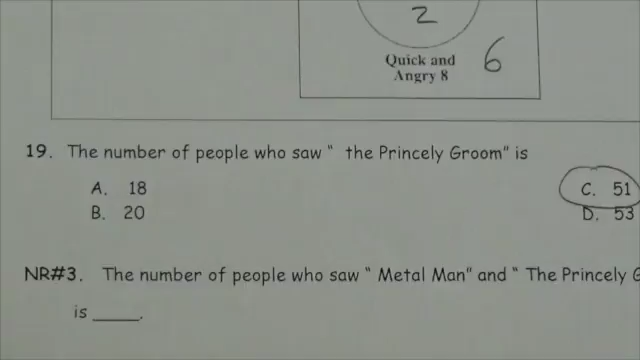 2
Quick and
Angry 8
6
19. The number of people who saw “ the Princely Groom” is
A. 18
C. 51
B. 20
D. 53
NR#3. The number of people who saw “ Metal Man” and “ The Princely G
is _____.